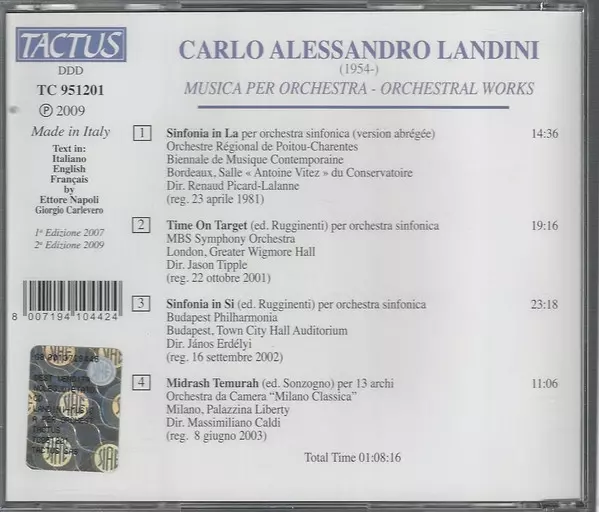 TACTUS
DDD
TC 951201
Ⓟ 2009
Made in Italy
Text in:
Italiano
English
Français
by
Ettore Napoli
Giorgio Carlevero
1ª Edizione 2007
2ª Edizione 2009
8 007194 104424
CARLO ALESSANDRO LANDINI
(1954-)
MUSICA PER ORCHESTRA - ORCHESTRAL WORKS
1 Sinfonia in La per orchestra sinfonica (version abrégée) 14:36
Orchestre Régional de Poitou-Charentes
Biennale de Musique Contemporaine
Bordeaux, Salle « Antoine Vitez » du Conservatoire
Dir. Renaud Picard-Lalanne
(reg. 23 aprile 1981)
2 Time On Target (ed. Rugginenti) per orchestra sinfonica 19:16
MBS Symphony Orchestra
London, Greater Wigmore Hall
Dir. Jason Tipple
(reg. 22 ottobre 2001)
3 Sinfonia in Si (ed. Rugginenti) per orchestra sinfonica 23:18
Budapest Philharmonia
Budapest, Town City Hall Auditorium
Dir. János Erdélyi
(reg. 16 settembre 2002)
4 Midrash Temurah (ed. Sonzogno) per 13 archi 11:06
Orchestra da Camera “Milano Classica”
Milano, Palazzina Liberty
Dir. Massimiliano Caldi
(reg. 8 giugno 2003)
Total Time 01:08:16
CD
TACTUS
TACTUS SAS